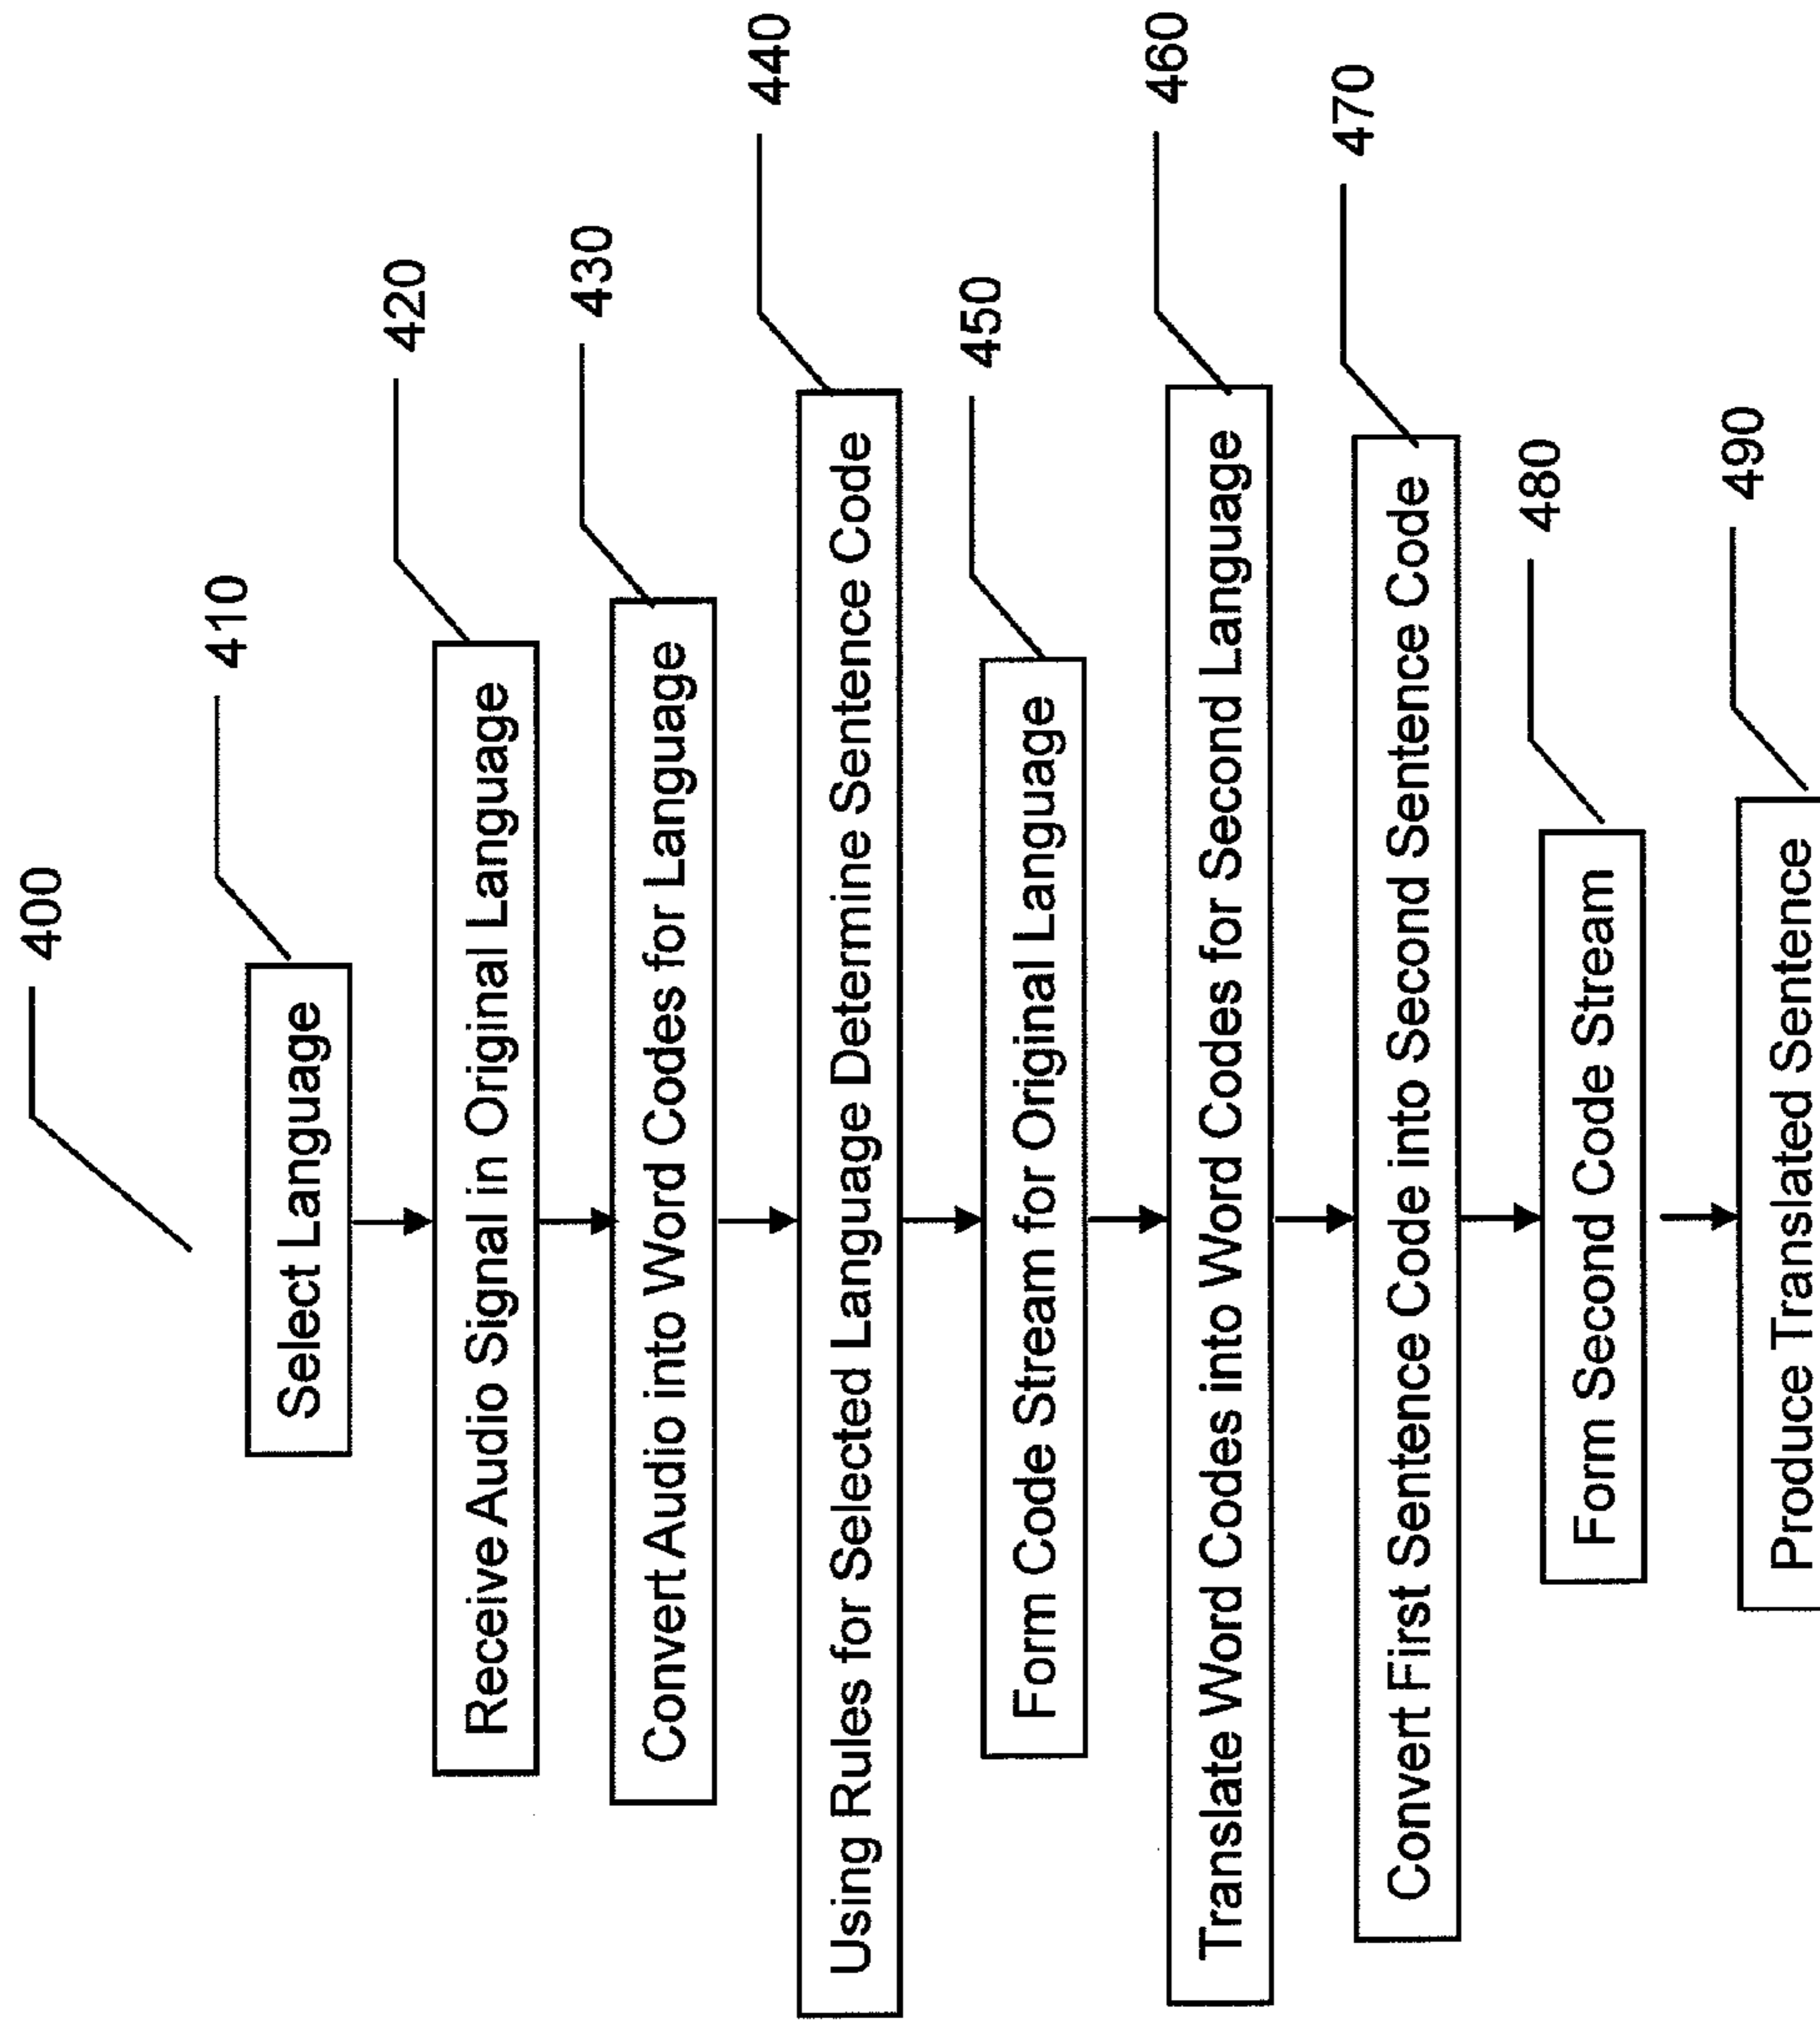 400
410
Select Language
420
Receive Audio Signal in Original Language
430
Convert Audio into Word Codes for Language
440
Using Rules for Selected Language Determine Sentence Code
450
Form Code Stream for Original Language
460
Translate Word Codes into Word Codes for Second Language
470
Convert First Sentence Code into Second Sentence Code
480
Form Second Code Stream
490
Produce Translated Sentence